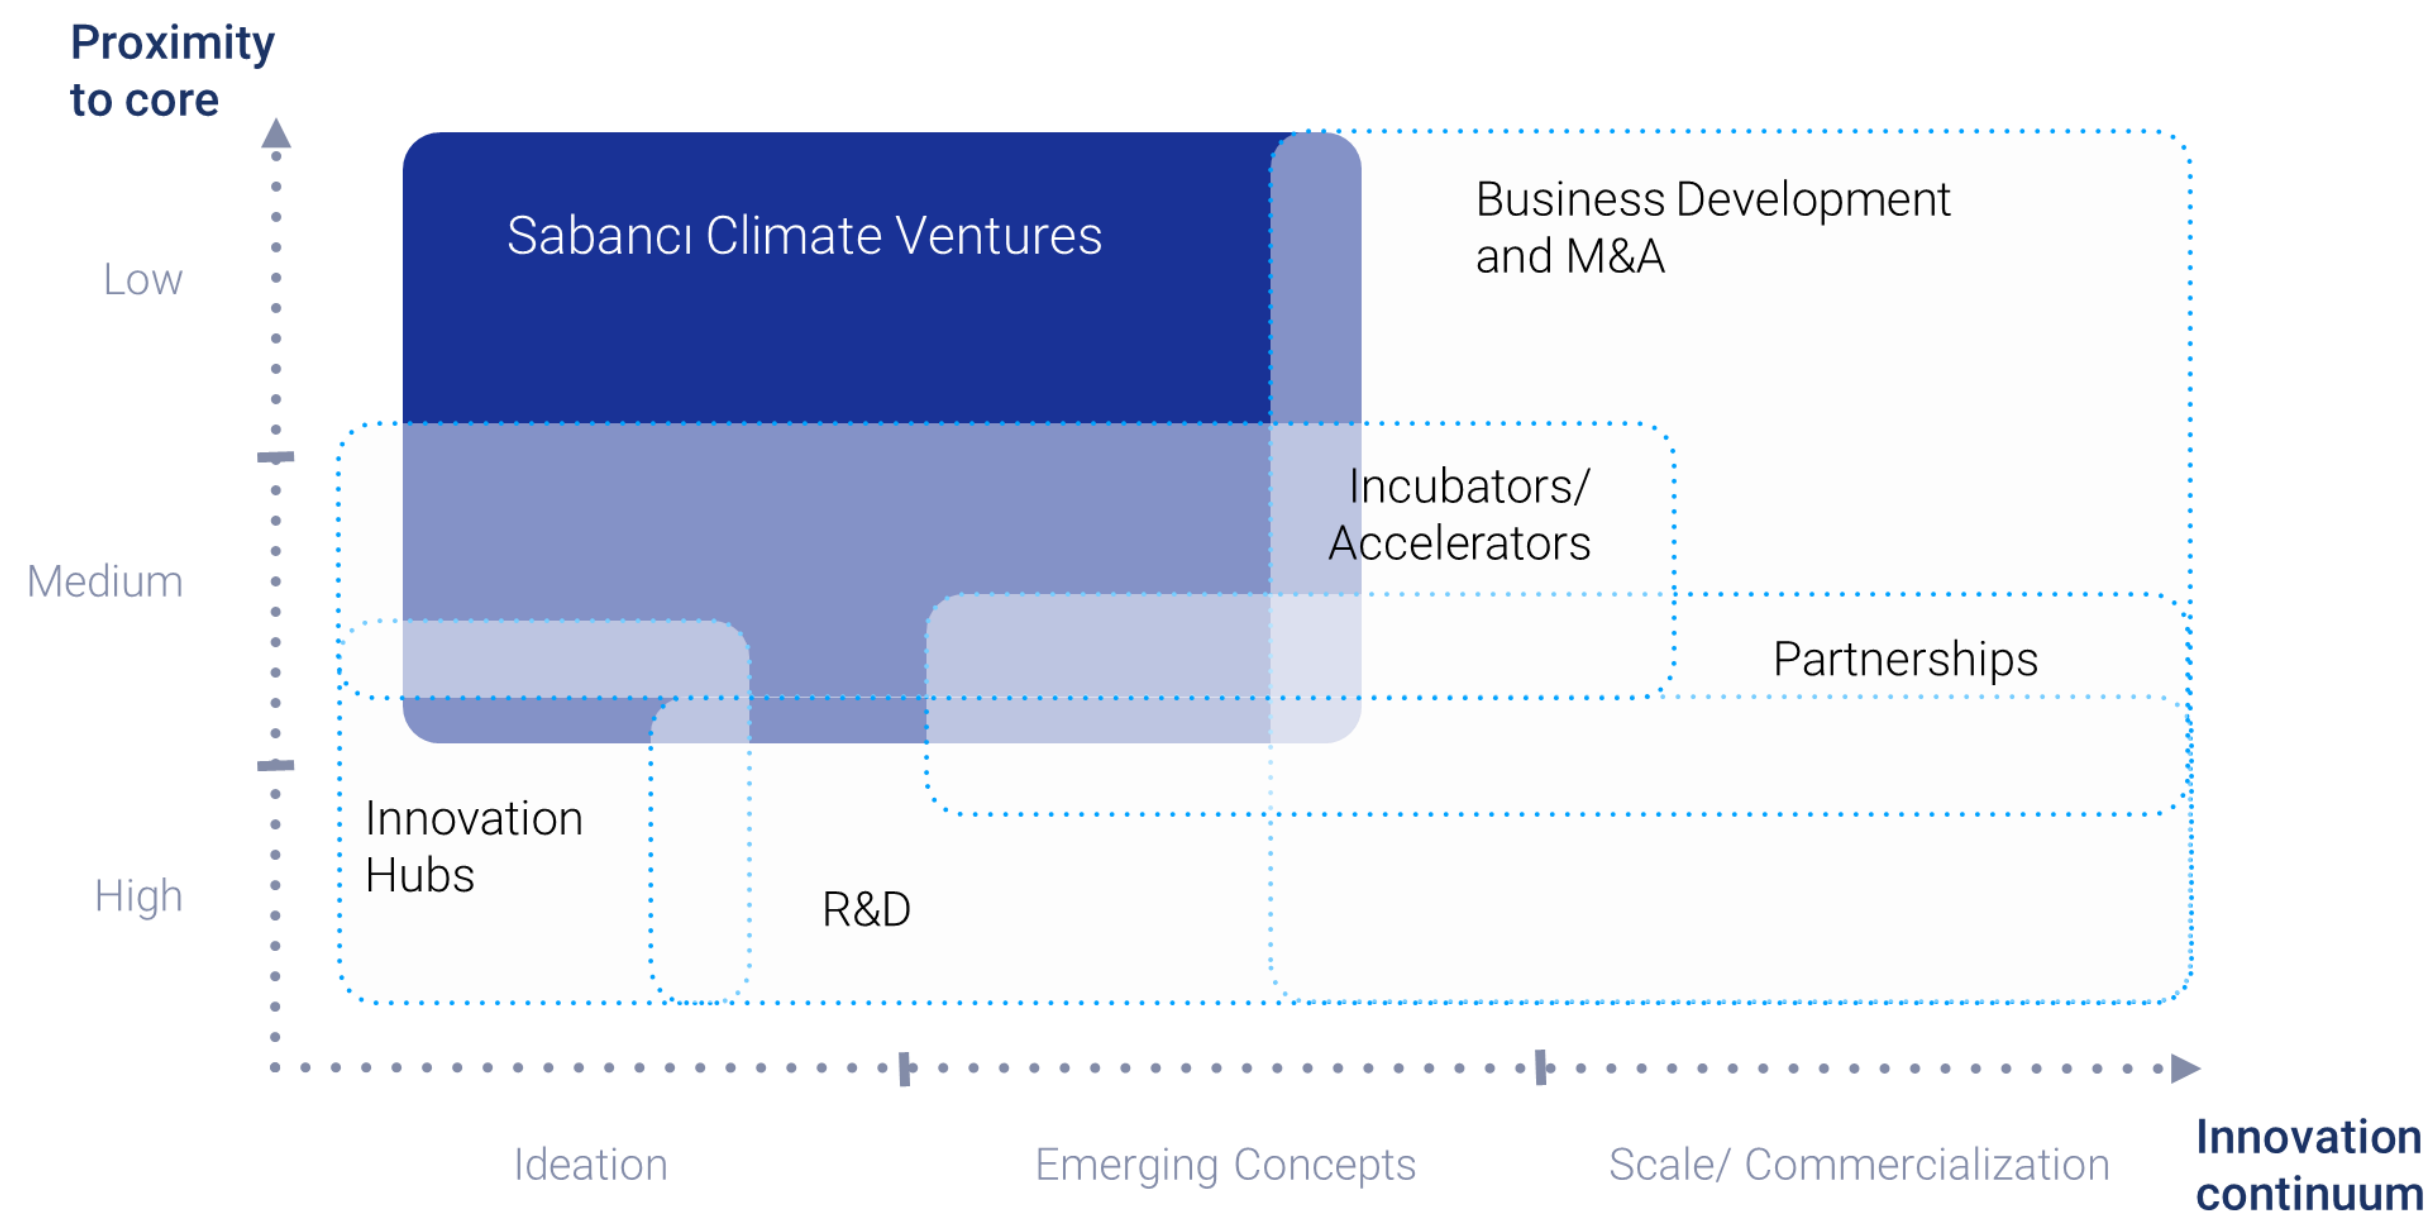 Proximity
to core
Sabancı Climate Ventures
Business Development
and M&A
Low
Incubators/
Accelerators
Medium
Partnerships
Innovation
Hubs
High
R&D
Ideation
Emerging Concepts
Scale/ Commercialization
Innovation
continuum